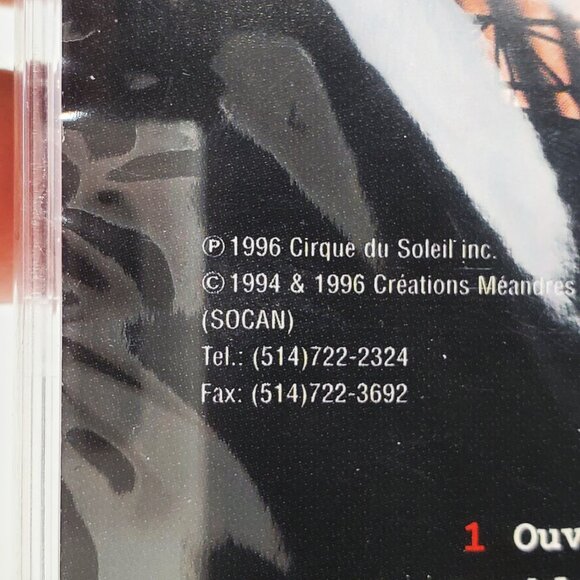 ℗ 1996 Cirque du Soleil inc.
© 1994 & 1996 Créations Méandres
(SOCAN)
Tel.: (514)722-2324
Fax: (514)722-3692
1 Ouv